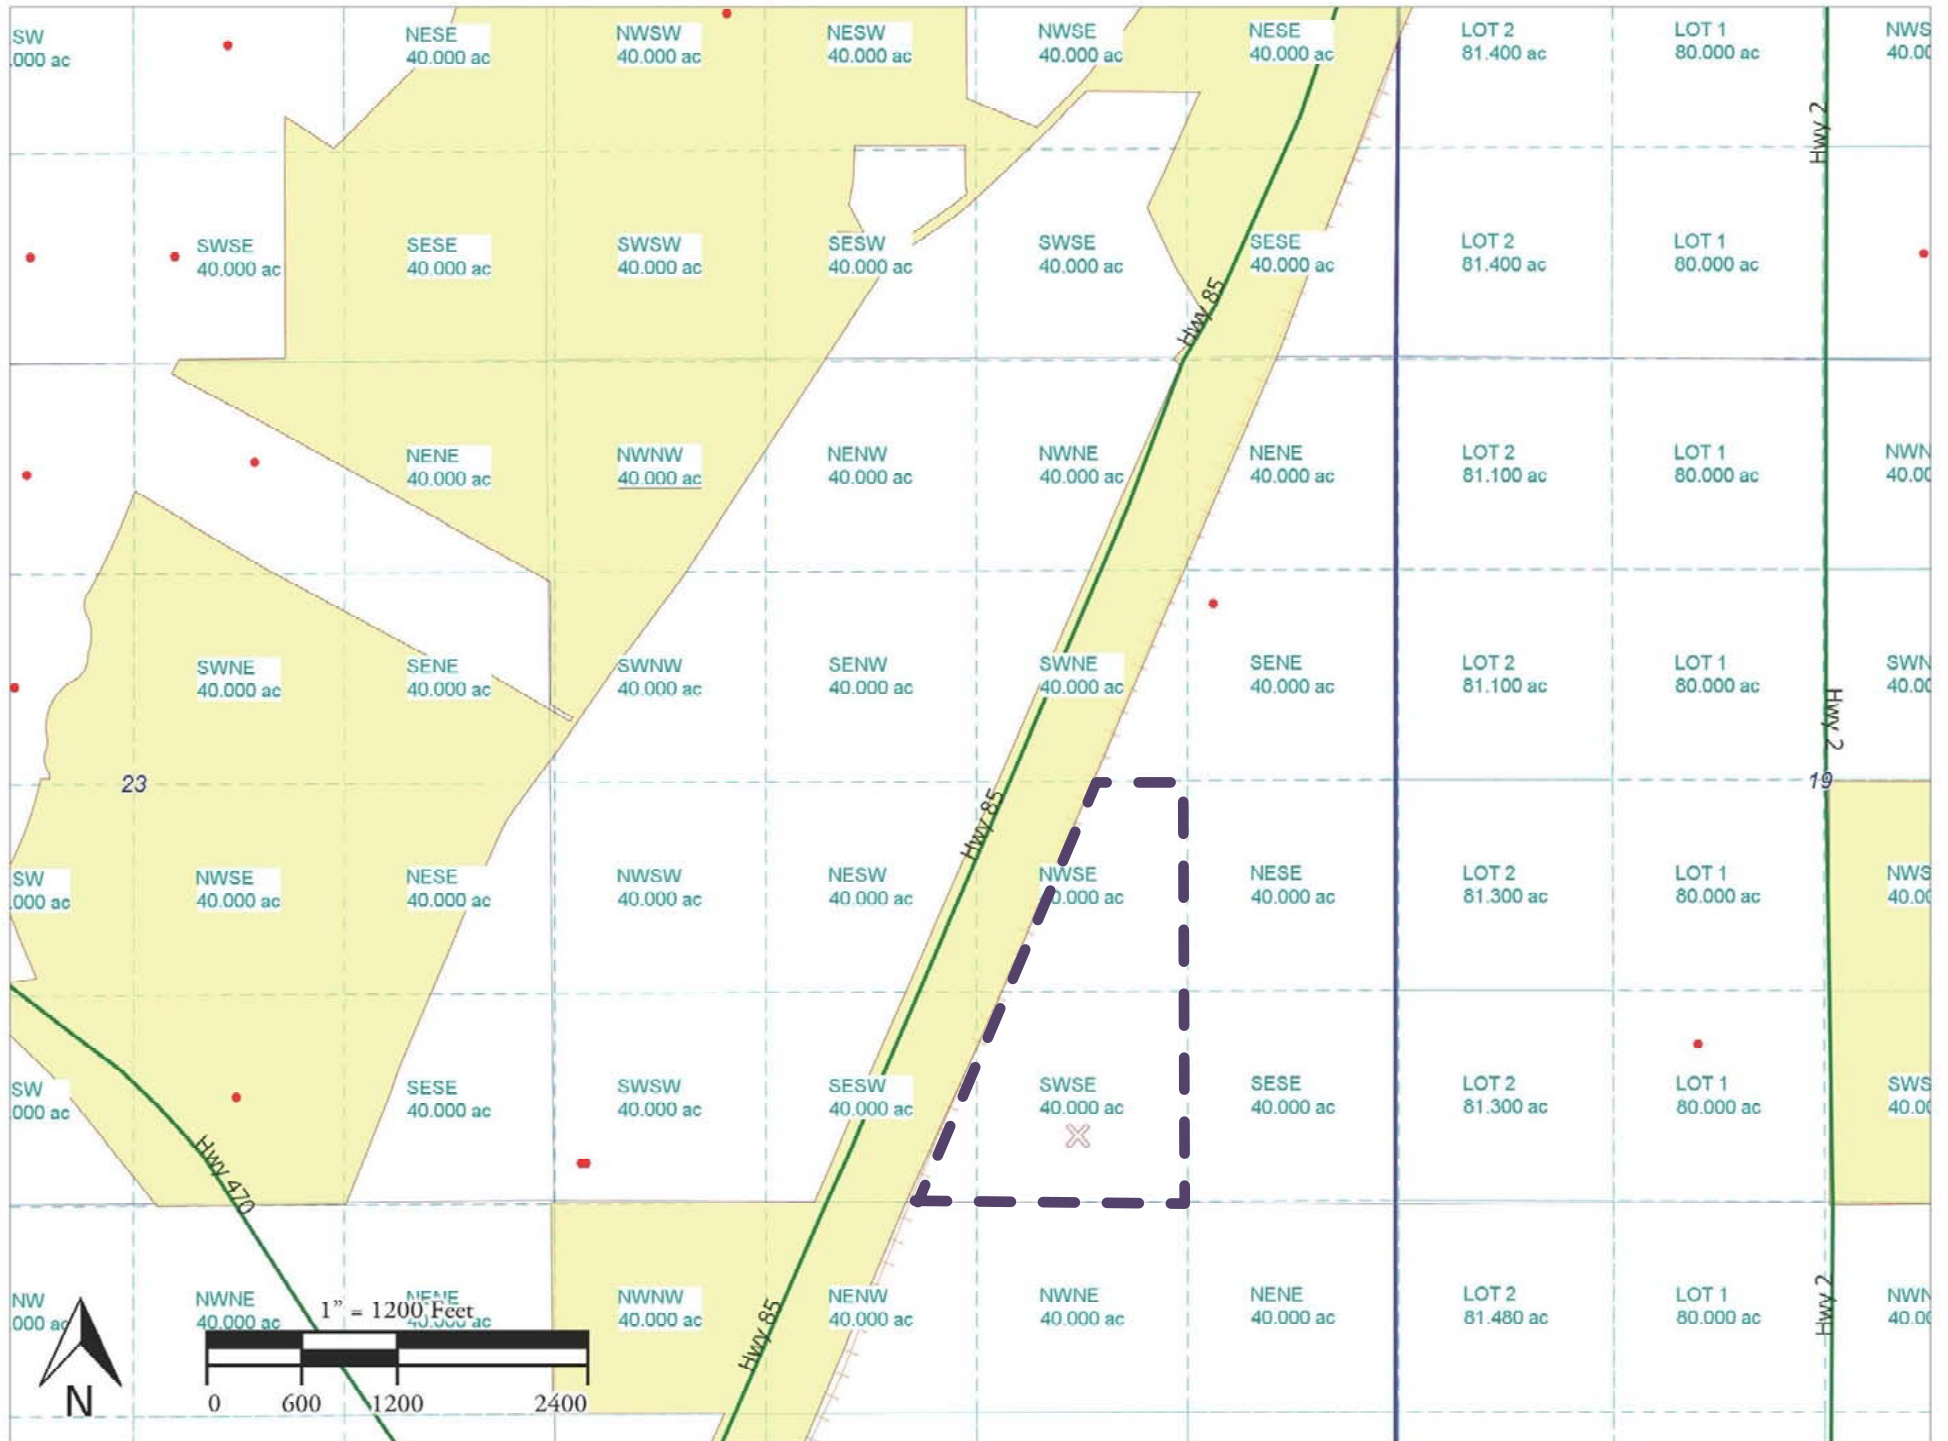 SW
.000 ac
NESE
40.000 ac
NWSW
40.000 ac
NESW
40.000 ac
NWSE
40.000 ac
NESE
40.000 ac
LOT 2
81.400 ac
LOT 1
80.000 ac
NWS
40.00
Hwy 2
SWSE
40.000 ac
SESE
40.000 ac
SWSW
40.000 ac
SESW
40.000 ac
SWSE
40.000 ac
SESE
40.000 ac
LOT 2
81.400 ac
LOT 1
80.000 ac
Hwy 85
NENE
40.000 ac
NWNW
40.000 ac
NENW
40.000 ac
NWNE
40.000 ac
NENE
40.000 ac
LOT 2
81.100 ac
LOT 1
80.000 ac
NWN
40.00
SWNE
40.000 ac
SENE
40.000 ac
SWNW
40.000 ac
SENW
40.000 ac
SWNE
40.000 ac
SENE
40.000 ac
LOT 2
81.100 ac
LOT 1
80.000 ac
SWN
40.00
Hwy 2
23
19
Hwy 85
SW
.000 ac
NWSE
40.000 ac
NESE
40.000 ac
NWSW
40.000 ac
NESW
40.000 ac
NWSE
0.000 ac
NESE
40.000 ac
LOT 2
81.300 ac
LOT 1
80.000 ac
NWS
40.00
SW
000 ac
SESE
40.000 ac
SWSW
40.000 ac
SESW
40.000 ac
SWSE
40.000 ac
SESE
40.000 ac
LOT 2
81.300 ac
LOT 1
80.000 ac
SWS
40.00
Hwy 470
NW
000 ac
NWNE
40.000 ac
NENE
40.000 ac
NWNW
40.000 ac
NENW
40.000 ac
NWNE
40.000 ac
NENE
40.000 ac
LOT 2
81.480 ac
LOT 1
80.000 ac
NWN
40.00
Hwy 85
Hwy 2
1” = 1200 Feet
N
0 600 1200 2400